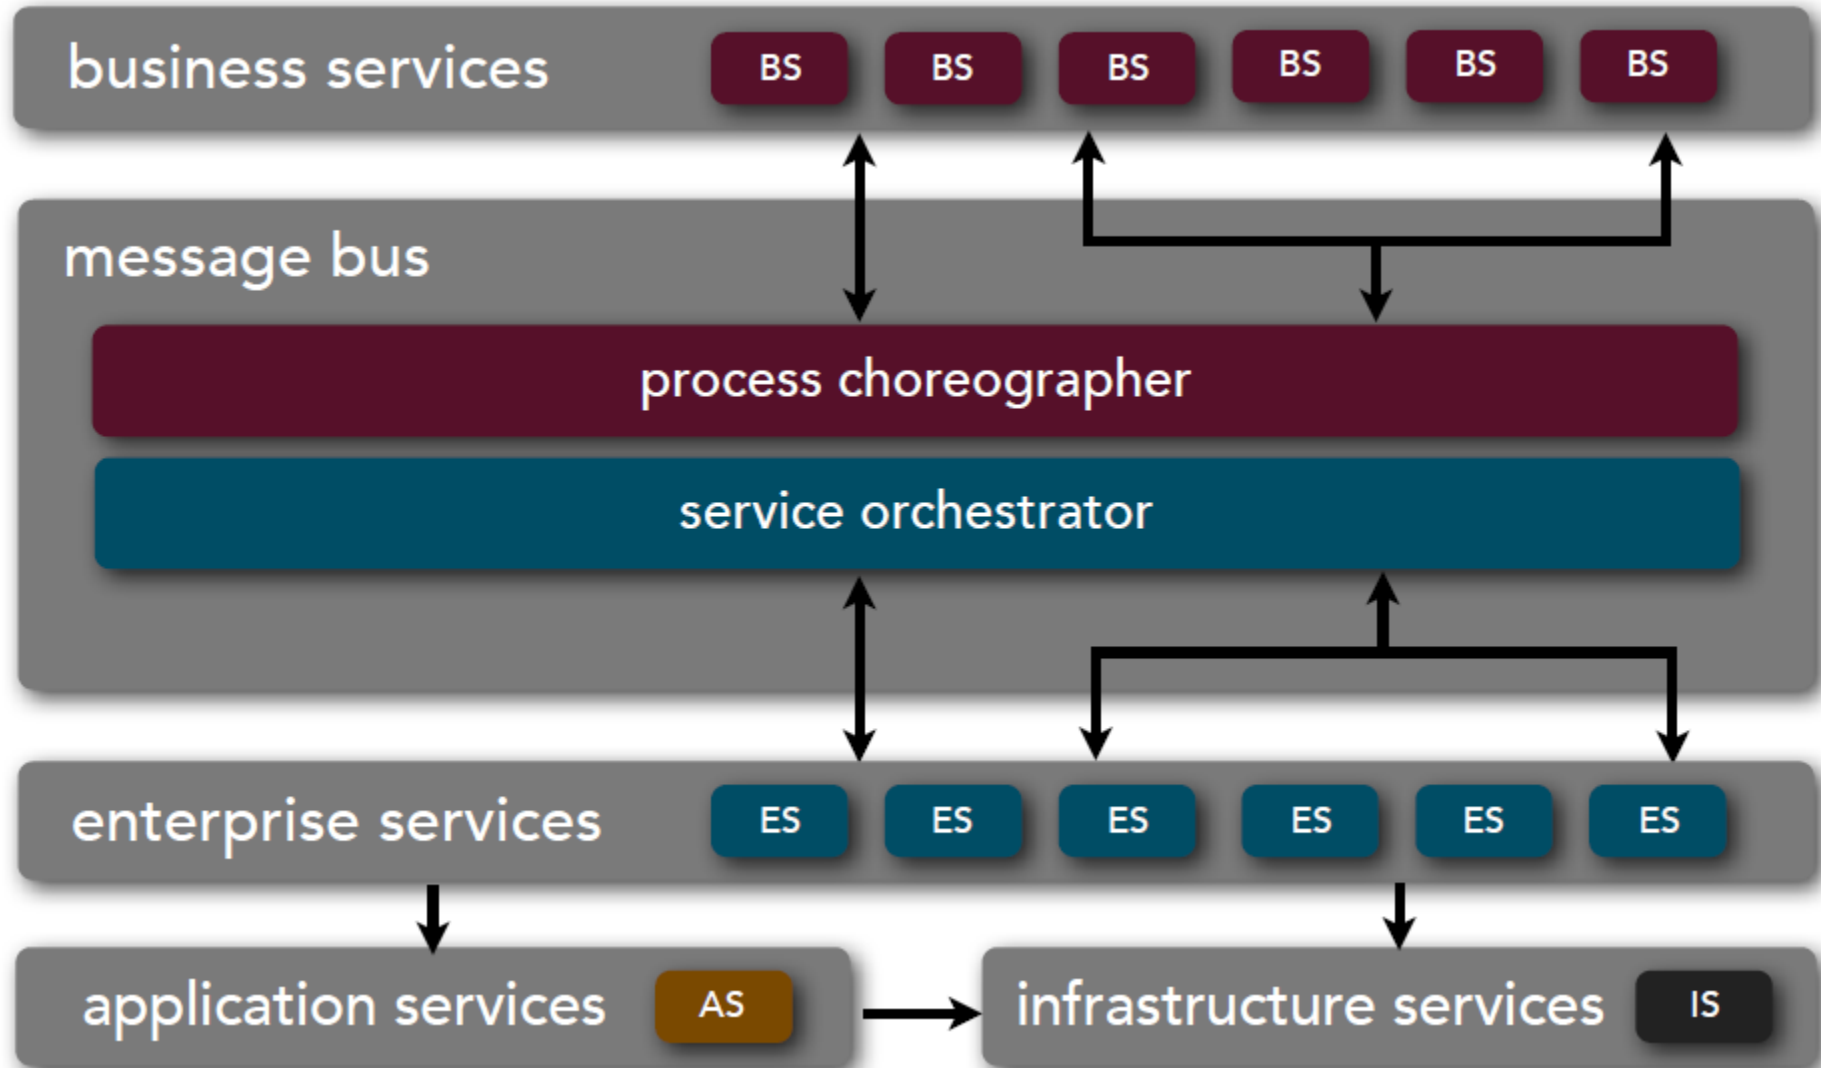 business services BS BS BS BS BS BS
message bus
process choreographer
service orchestrator
enterprise services ES ES ES ES ES ES
application services AS infrastructure services IS